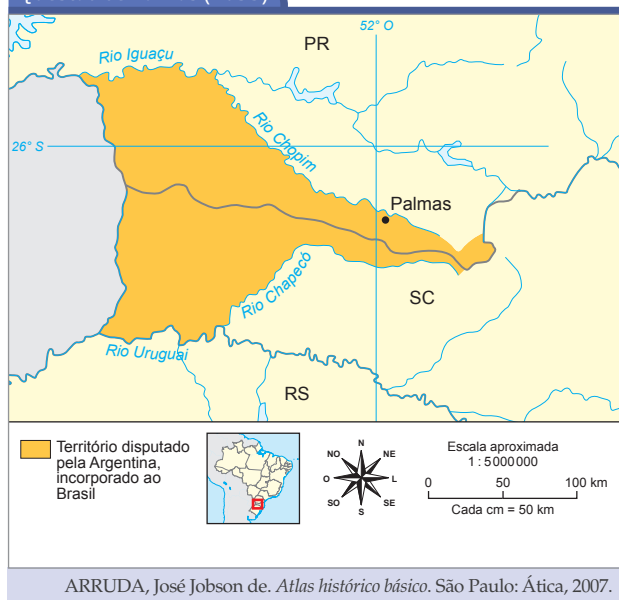 52° O
PR
Rio Iguaçu
Rio Chopim
26° S
Palmas
Rio Chapecó
SC
Rio Uruguai
RS
Território disputado
pela Argentina,
incorporado ao
Brasil
N
NO
NE
O
L
SO
SE
S
Escala aproximada
1 : 5 000 000
0 50 100 km
Cada cm = 50 km
ARRUDA, José Jobson de. Atlas histórico básico. São Paulo: Ática, 2007.